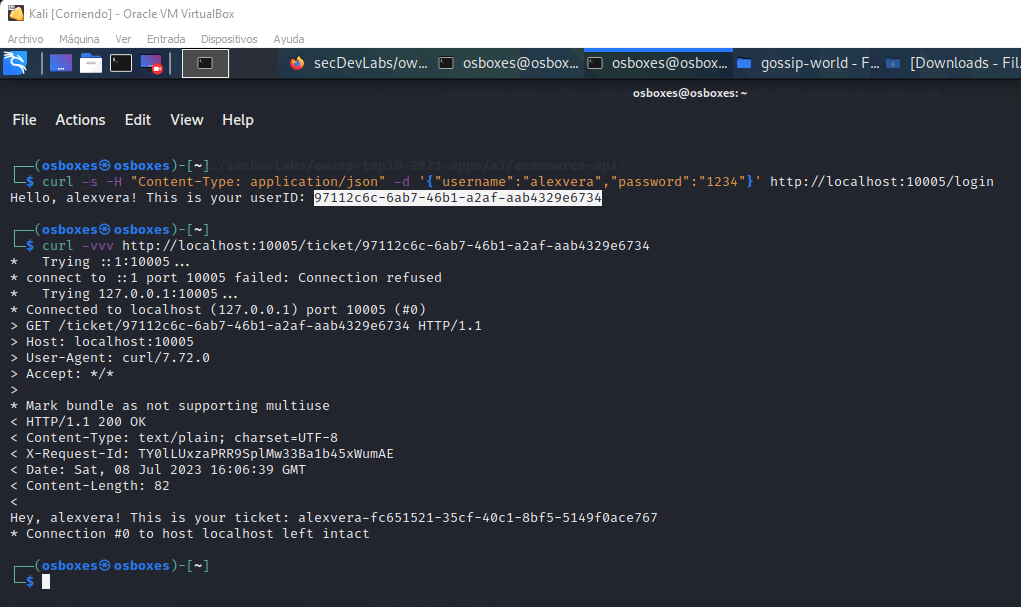 Kali [Corriendo] - Oracle VM VirtualBox
Archivo Máquina Ver Entrada Dispositivos Ayuda
secDevLabs/ow... osboxes@osbox... osboxes@osbox... gossip-world - F... [Downloads - Fil
osboxes@osboxes: ~
File Actions Edit View Help
┌──(osboxes㉿osboxes)-[~]
└─$ curl -s -H "Content-Type: application/json" -d '{"username":"alexvera","password":"1234"}' http://localhost:10005/login
Hello, alexvera! This is your userID: 97112c6c-6ab7-46b1-a2af-aab4329e6734
┌──(osboxes㉿osboxes)-[~]
└─$ curl -vvv http://localhost:10005/ticket/97112c6c-6ab7-46b1-a2af-aab4329e6734
*   Trying ::1:10005...
* connect to ::1 port 10005 failed: Connection refused
*   Trying 127.0.0.1:10005...
* Connected to localhost (127.0.0.1) port 10005 (#0)
> GET /ticket/97112c6c-6ab7-46b1-a2af-aab4329e6734 HTTP/1.1
> Host: localhost:10005
> User-Agent: curl/7.72.0
> Accept: */*
>
* Mark bundle as not supporting multiuse
< HTTP/1.1 200 OK
< Content-Type: text/plain; charset=UTF-8
< X-Request-Id: TY0lLUxzaPRR9SplMw33Ba1b45xWumAE
< Date: Sat, 08 Jul 2023 16:06:39 GMT
< Content-Length: 82
<
Hey, alexvera! This is your ticket: alexvera-fc651521-35cf-40c1-8bf5-5149f0ace767
* Connection #0 to host localhost left intact
┌──(osboxes㉿osboxes)-[~]
└─$